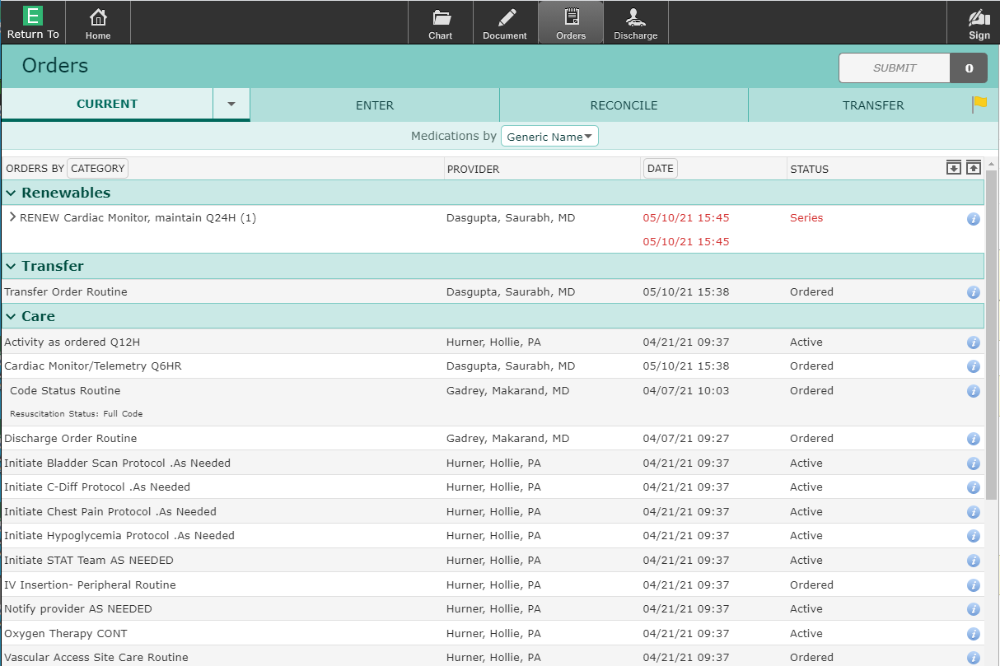 E
Return To
Home
Chart
Document
Orders
Discharge
Sign
Orders
SUBMIT 0
CURRENT ENTER RECONCILE TRANSFER
Medications by Generic Name
ORDERS BY CATEGORY PROVIDER DATE STATUS
Renewables
RENEW Cardiac Monitor, maintain Q24H (1) Dasgupta, Saurabh, MD 05/10/21 15:45 Series
05/10/21 15:45
Transfer
Transfer Order Routine Dasgupta, Saurabh, MD 05/10/21 15:38 Ordered
Care
Activity as ordered Q12H Hurner, Hollie, PA 04/21/21 09:37 Active
Cardiac Monitor/Telemetry Q6HR Dasgupta, Saurabh, MD 05/10/21 15:38 Ordered
Code Status Routine Gadrey, Makarand, MD 04/07/21 10:03 Ordered
Resuscitation Status: Full Code
Discharge Order Routine Gadrey, Makarand, MD 04/07/21 09:27 Ordered
Initiate Bladder Scan Protocol .As Needed Hurner, Hollie, PA 04/21/21 09:37 Active
Initiate C-Diff Protocol .As Needed Hurner, Hollie, PA 04/21/21 09:37 Active
Initiate Chest Pain Protocol .As Needed Hurner, Hollie, PA 04/21/21 09:37 Active
Initiate Hypoglycemia Protocol .As Needed Hurner, Hollie, PA 04/21/21 09:37 Active
Initiate STAT Team AS NEEDED Hurner, Hollie, PA 04/21/21 09:37 Active
IV Insertion- Peripheral Routine Hurner, Hollie, PA 04/21/21 09:37 Ordered
Notify provider AS NEEDED Hurner, Hollie, PA 04/21/21 09:37 Active
Oxygen Therapy CONT Hurner, Hollie, PA 04/21/21 09:37 Active
Vascular Access Site Care Routine Hurner, Hollie, PA 04/21/21 09:37 Ordered